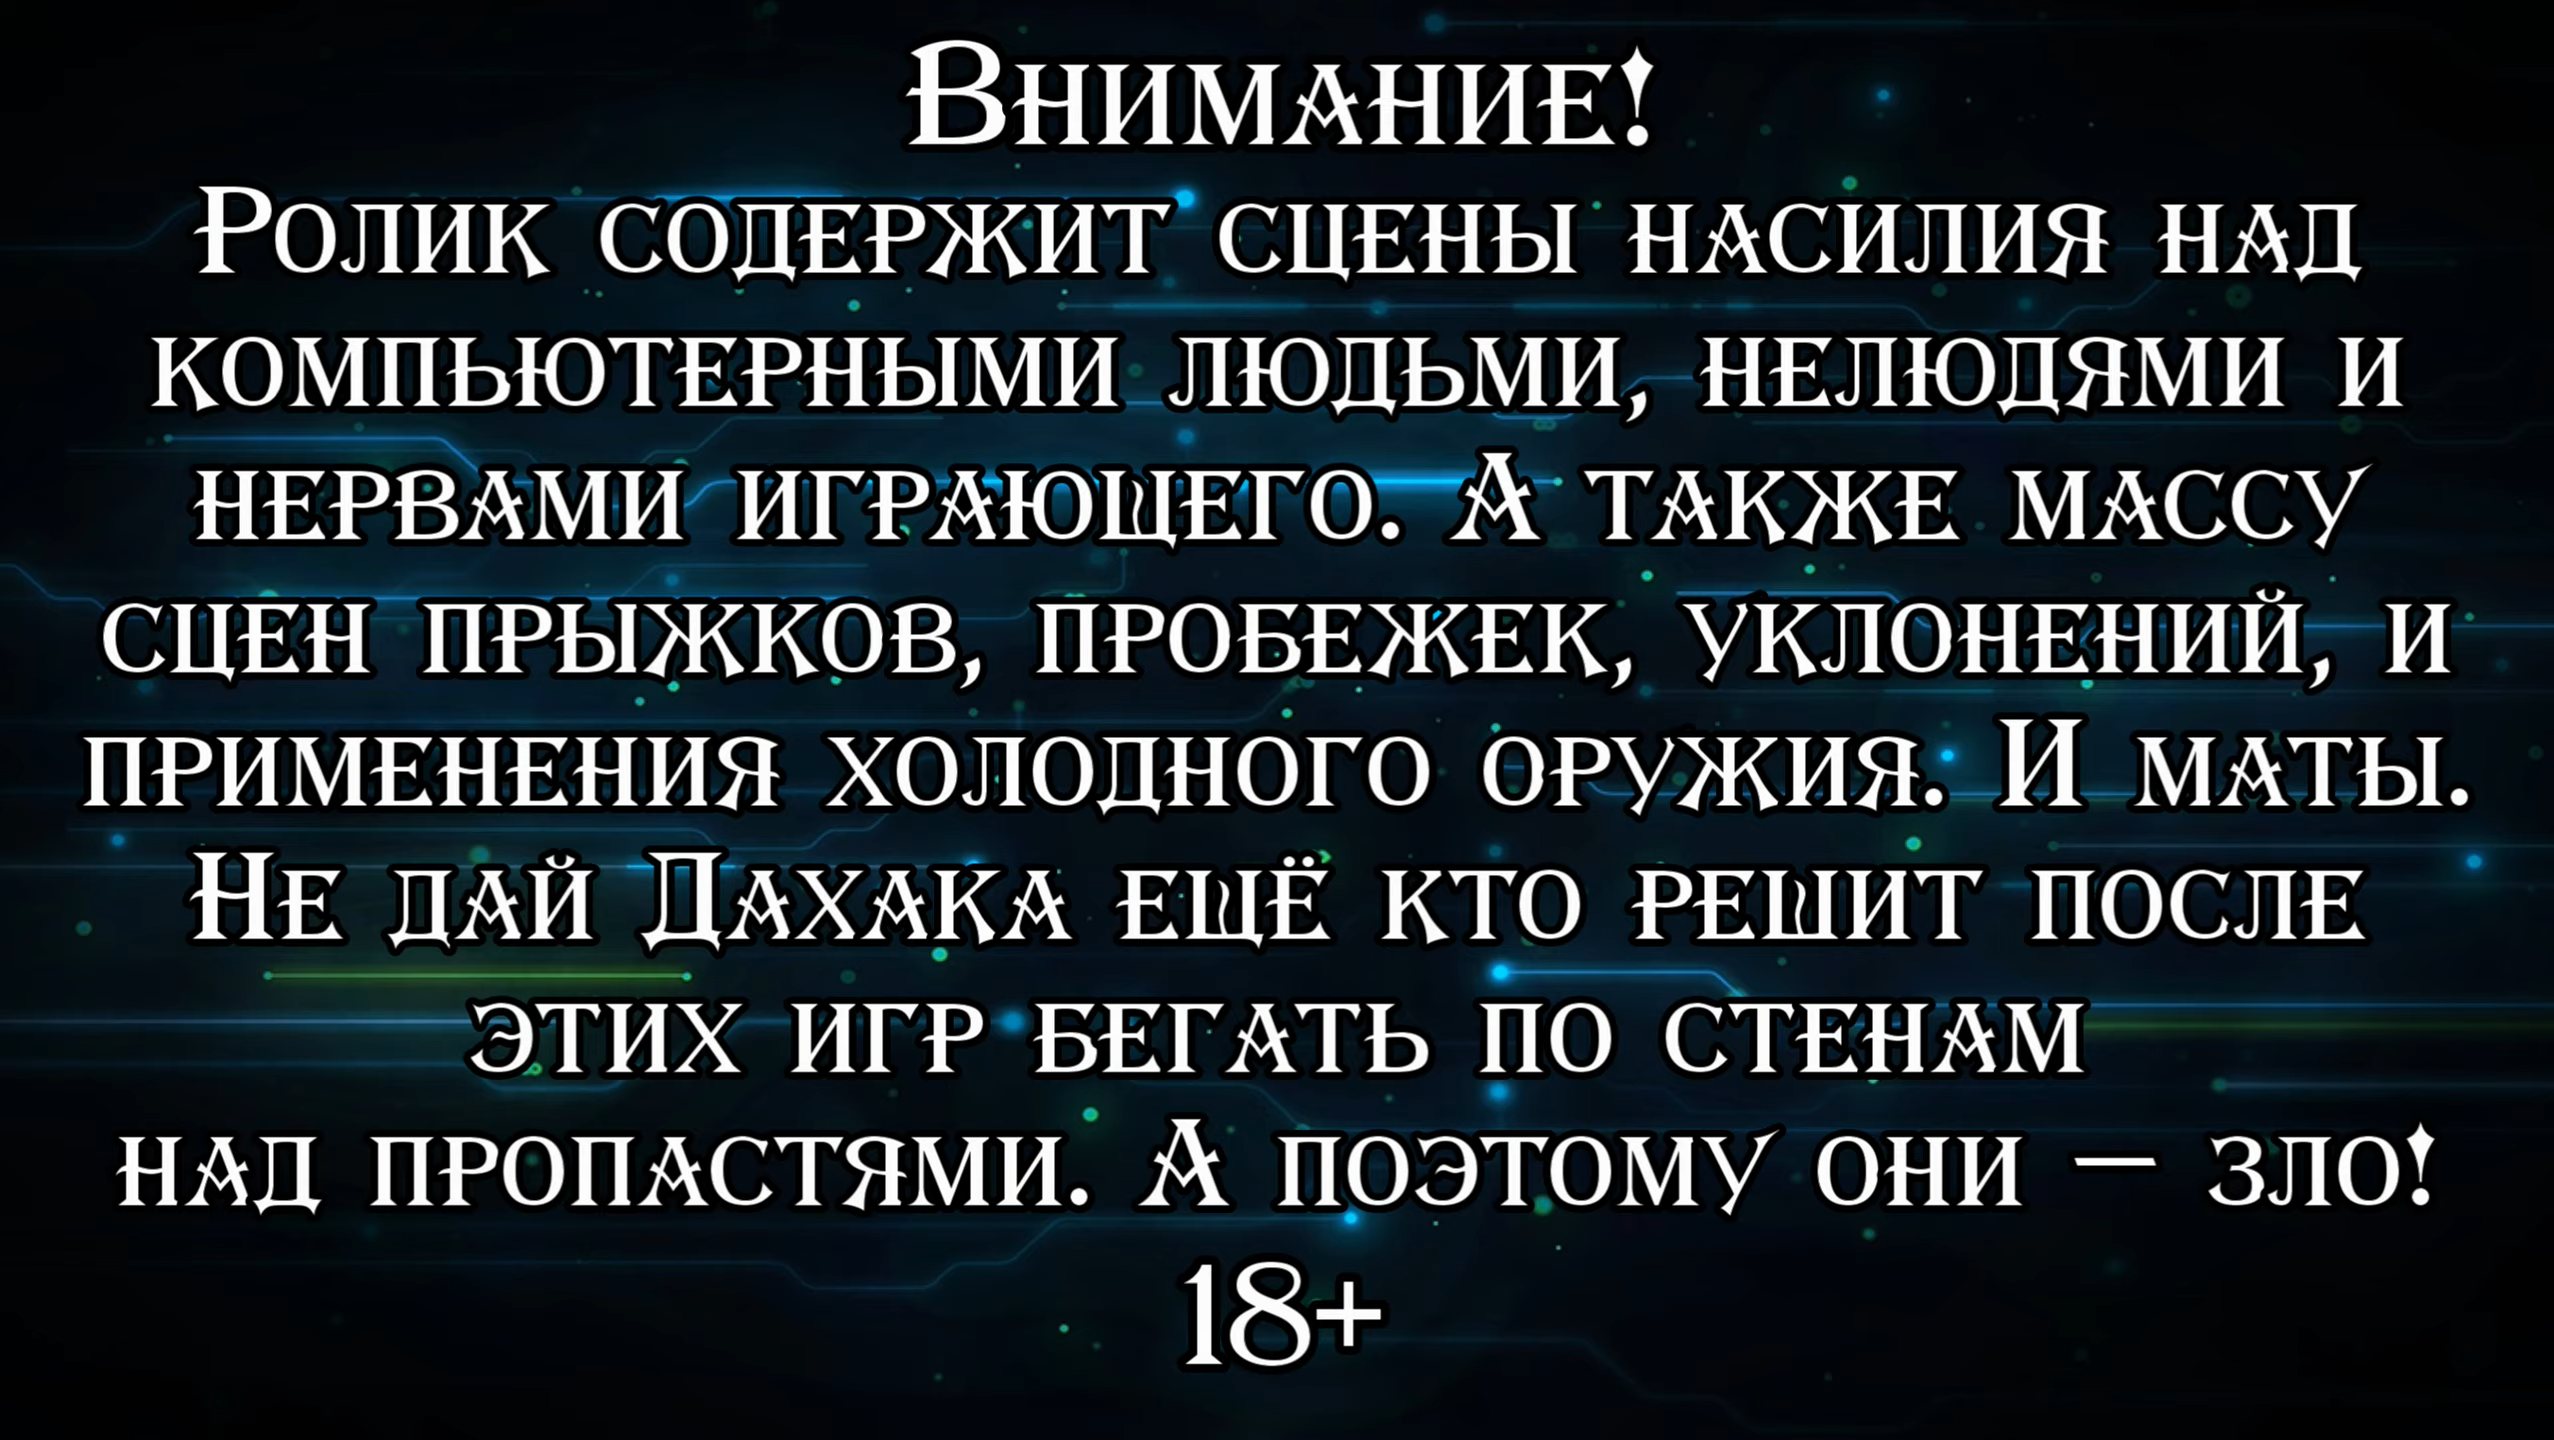 Внимание!
Ролик содержит сцены насилия над
компьютерными людьми, нелюдями и
нервами играющего. А также массу
сцен прыжков, пробежек, уклонений, и
применения холодного оружия. И маты.
Не дай Дахака ещё кто решит после
этих игр бегать по стенам
над пропастями. А поэтому они – зло!
18+